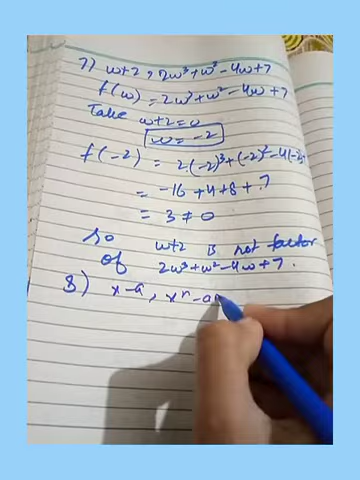 7) w+2, 2w³+w²-4w+7
f(w) = 2w³+w²-4w+7
Take w+2=0
w=-2
f(-2) = 2(-2)³+(-2)²-4(-2)
= -16+4+8+7
= 3 ≠ 0
So w+2 is not factor
of 2w³+w²-4w+7.
8) x-a, xⁿ-a